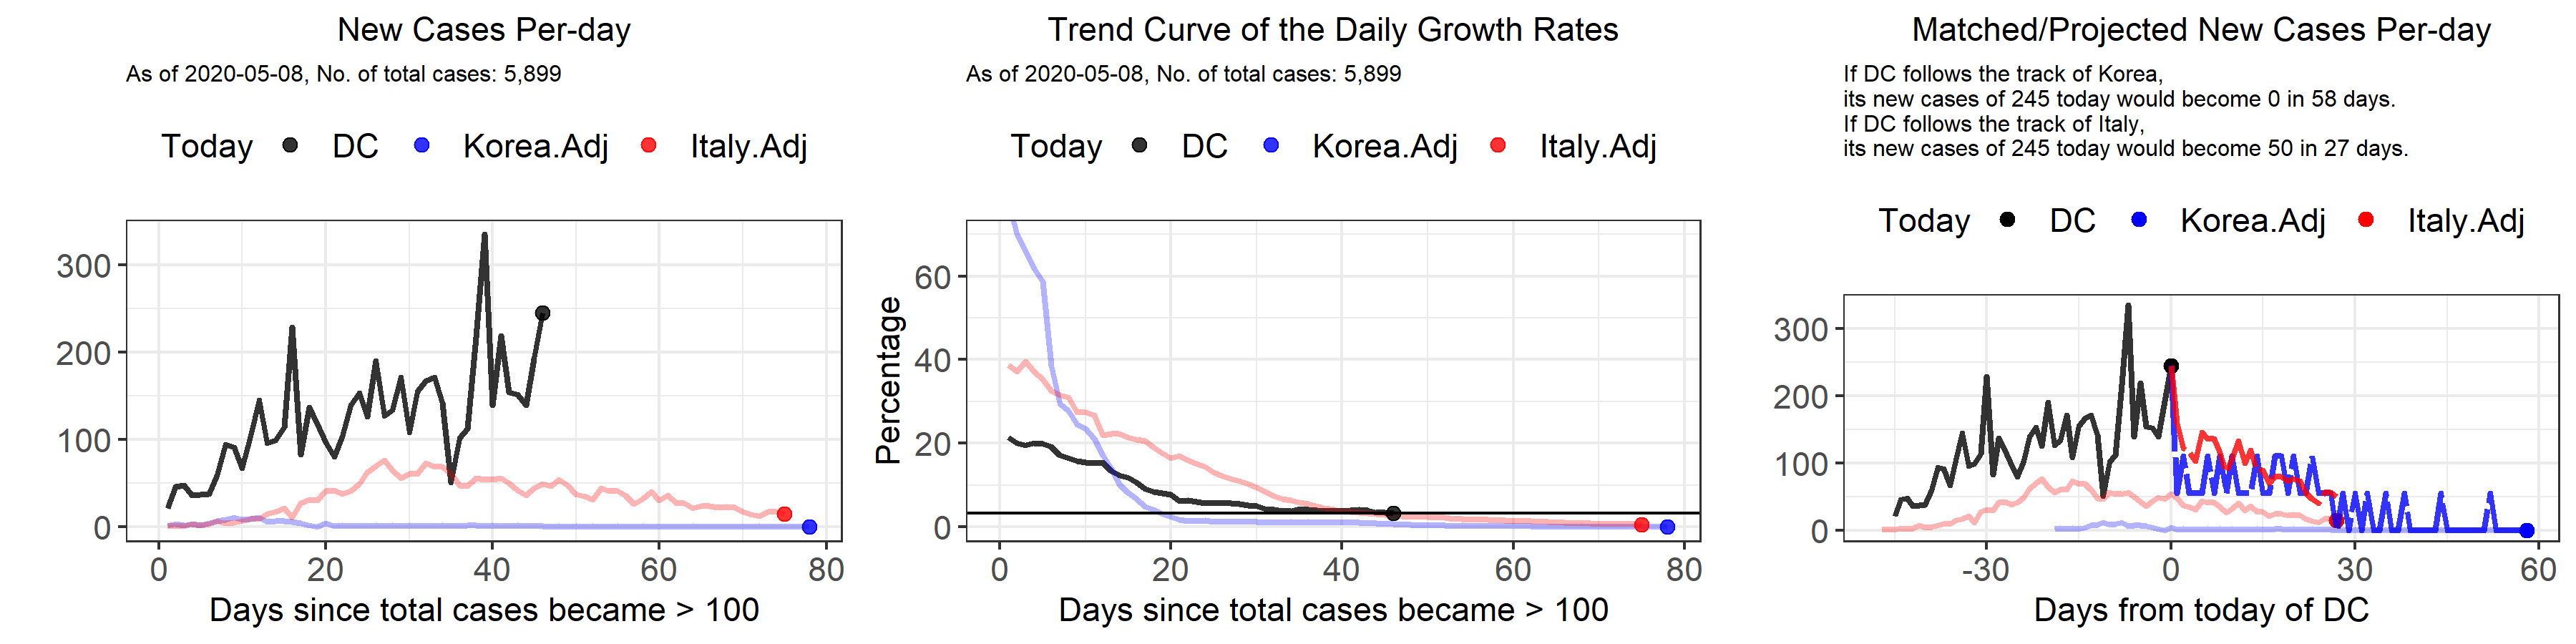 New Cases Per-day
As of 2020-05-08, No. of total cases: 5,899
Today DC Korea.Adj Italy.Adj
300
200
100
0
0 20 40 60 80
Days since total cases became > 100
Trend Curve of the Daily Growth Rates
As of 2020-05-08, No. of total cases: 5,899
Today DC Korea.Adj Italy.Adj
Percentage
60
40
20
0
0 20 40 60 80
Days since total cases became > 100
Matched/Projected New Cases Per-day
If DC follows the track of Korea,
its new cases of 245 today would become 0 in 58 days.
If DC follows the track of Italy,
its new cases of 245 today would become 50 in 27 days.
Today DC Korea.Adj Italy.Adj
300
200
100
0
-30 0 30 60
Days from today of DC